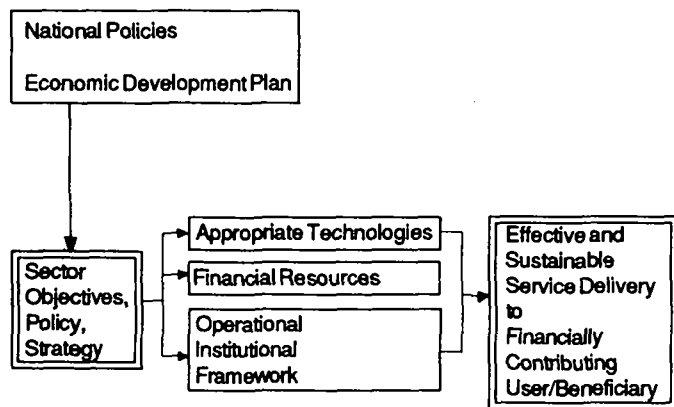 National Policies
Economic Development Plan
Sector
Objectives,
Policy,
Strategy
Appropriate Technologies
Financial Resources
Operational
Institutional
Framework
Effective and
Sustainable
Service Delivery
to
Financially
Contributing
User/Beneficiary